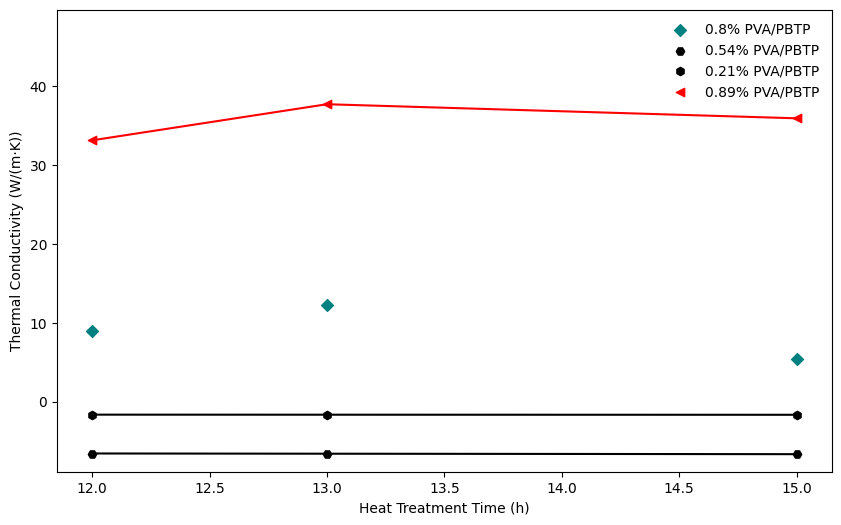 0.8% PVA/PBTP
0.54% PVA/PBTP
0.21% PVA/PBTP
0.89% PVA/PBTP
Thermal Conductivity (W/(m·K))
40
30
20
10
0
12.0 12.5 13.0 13.5 14.0 14.5 15.0
Heat Treatment Time (h)